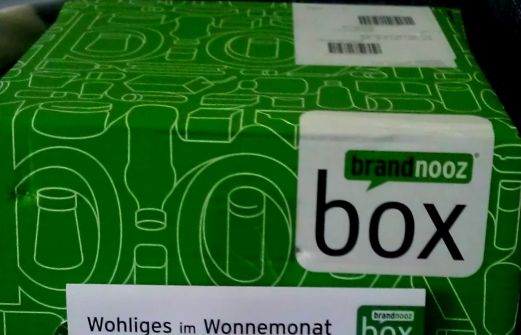 brandnooz
box
Wohliges im Wonnemonat
brandnooz
box